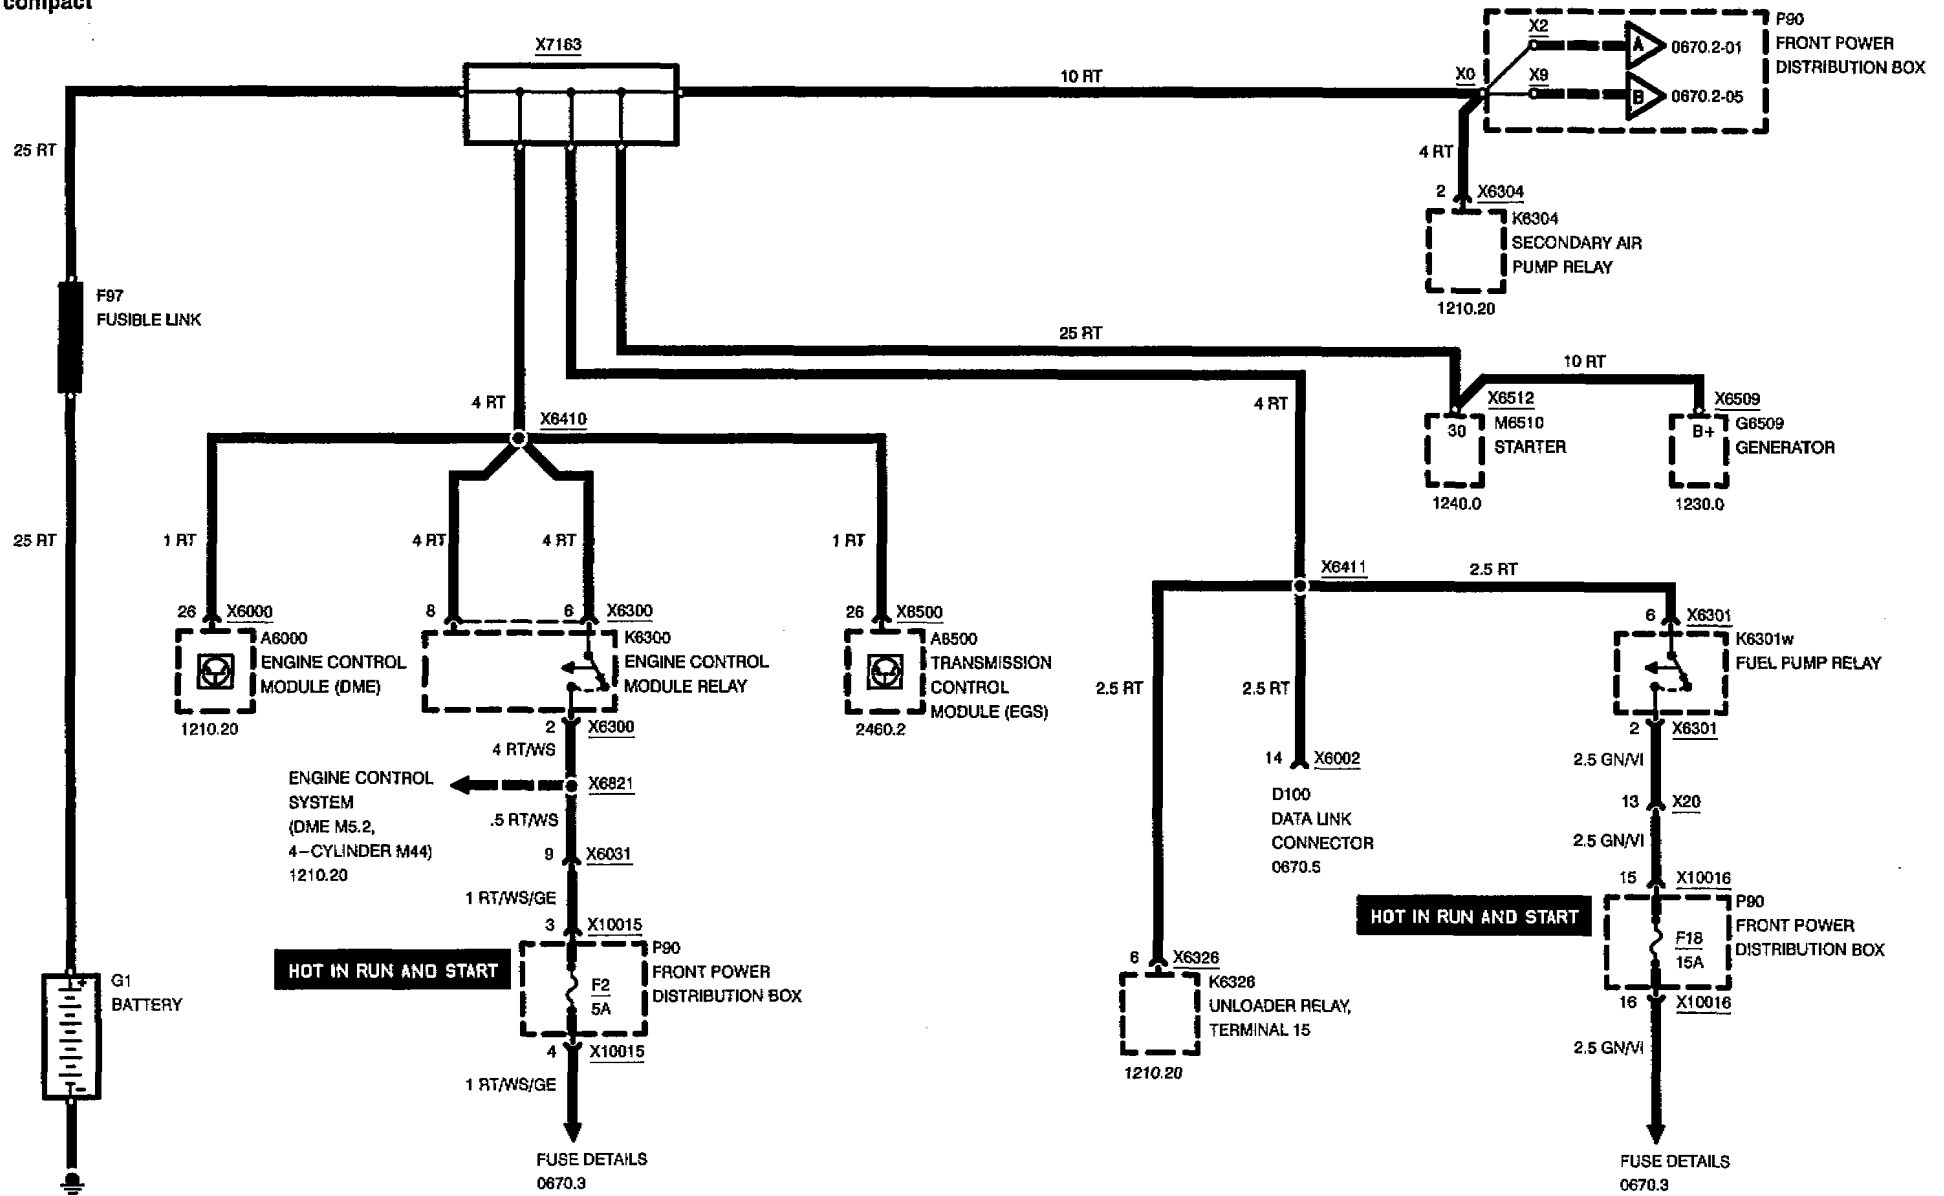 compact
X7163
10 RT
X0
X2
A
0670.2-01
X9
B
0670.2-05
P90
FRONT POWER
DISTRIBUTION BOX
25 RT
4 RT
2
X6304
K6304
SECONDARY AIR
PUMP RELAY
1210.20
F97
FUSIBLE LINK
25 RT
10 RT
4 RT
X6410
4 RT
X6512
30
M6510
STARTER
1240.0
X6509
B+
G6509
GENERATOR
1230.0
25 RT
1 RT
4 RT
4 RT
1 RT
X6411
2.5 RT
26
X6000
A6000
ENGINE CONTROL
MODULE (DME)
1210.20
8
6
X6300
K6300
ENGINE CONTROL
MODULE RELAY
26
X8500
A8500
TRANSMISSION
CONTROL
MODULE (EGS)
2460.2
6
X6301
K6301w
FUEL PUMP RELAY
2.5 RT
2.5 RT
2
X6300
4 RT/WS
2
X6301
2.5 GN/VI
14
X6002
D100
DATA LINK
CONNECTOR
0670.5
ENGINE CONTROL
SYSTEM
(DME M5.2,
4-CYLINDER M44)
1210.20
X6821
.5 RT/WS
13
X20
2.5 GN/VI
9
X6031
1 RT/WS/GE
15
X10016
3
X10015
HOT IN RUN AND START
P90
FRONT POWER
DISTRIBUTION BOX
F18
15A
HOT IN RUN AND START
P90
FRONT POWER
DISTRIBUTION BOX
F2
5A
6
X6326
K6326
UNLOADER RELAY,
TERMINAL 15
1210.20
G1
BATTERY
+
-
16
X10016
2.5 GN/VI
4
X10015
1 RT/WS/GE
FUSE DETAILS
0670.3
FUSE DETAILS
0670.3